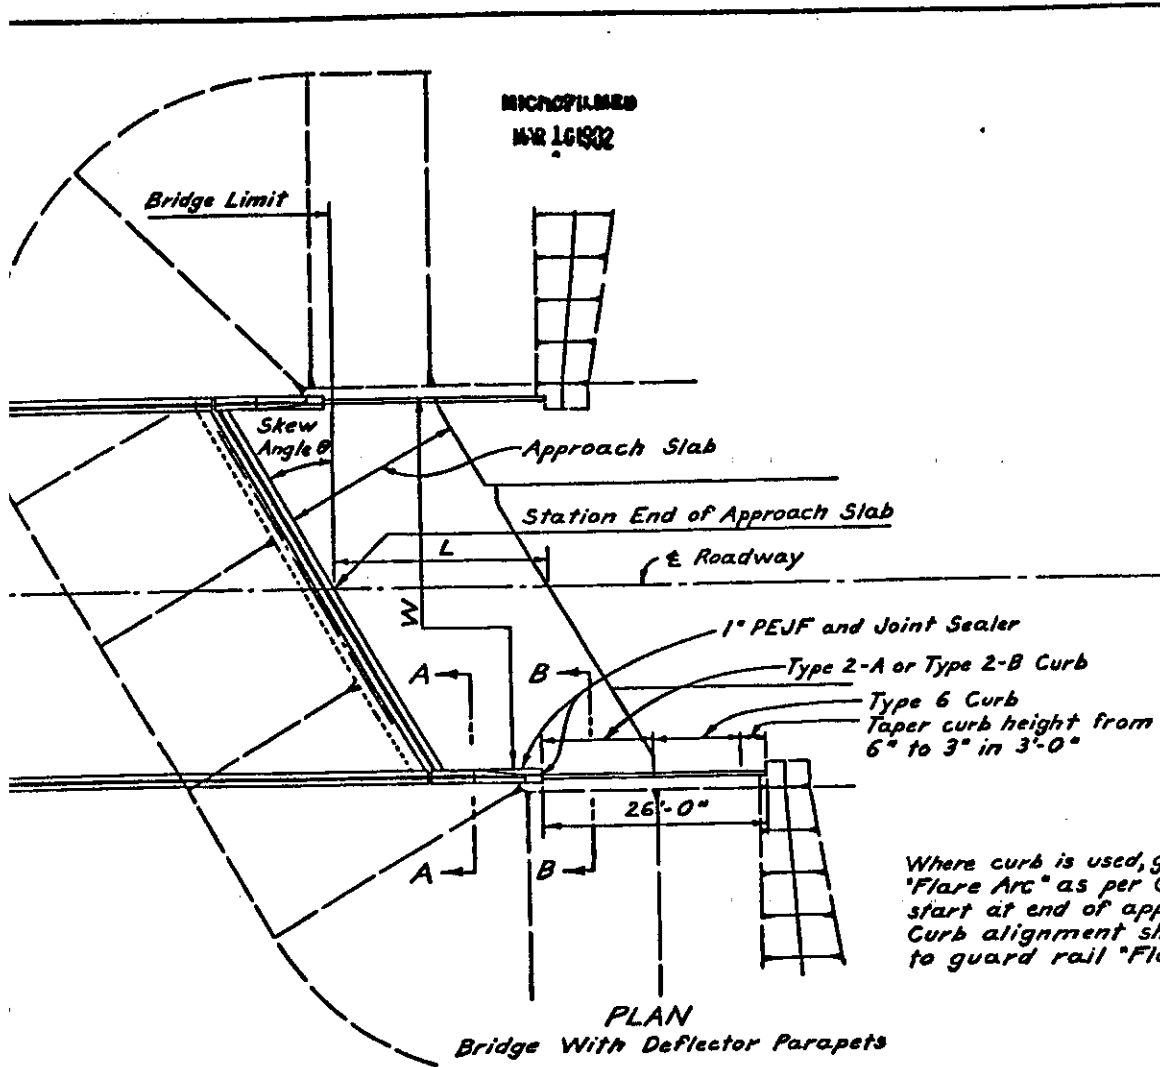 MICROFILMED
Bridge Limit
Skew
Angle θ
Approach Slab
Station End of Approach Slab
L
℄ Roadway
W
1" PEJF and Joint Sealer
A
B
Type 2-A or Type 2-B Curb
Type 6 Curb
Taper curb height from
6" to 3" in 3'-0"
26'-0"
A
B
Where curb is used, g
"Flare Arc" as per
start at end of app
Curb alignment sh
to guard rail "Fla
PLAN
Bridge With Deflector Parapets